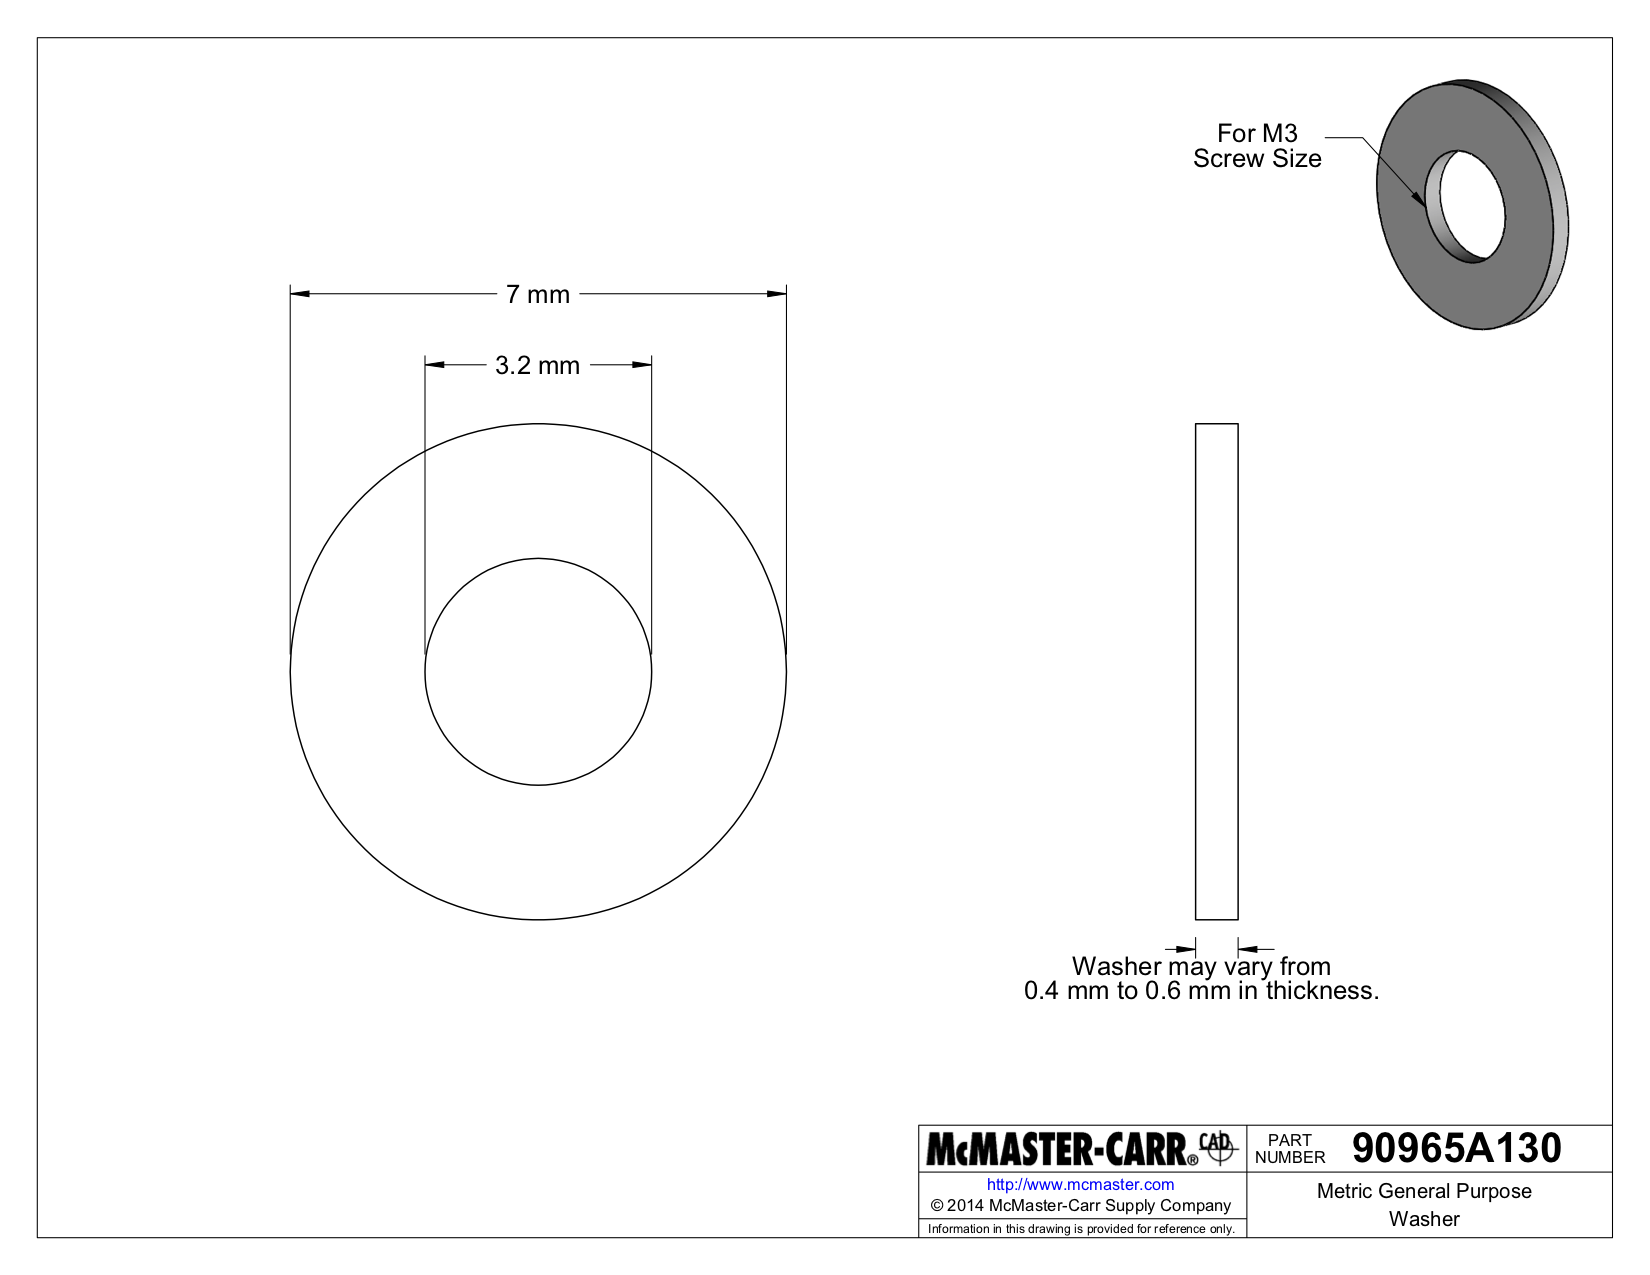 For M3
Screw Size
7 mm
3.2 mm
Washer may vary from
0.4 mm to 0.6 mm in thickness.
McMASTER-CARR® CAD
http://www.mcmaster.com
© 2014 McMaster-Carr Supply Company
Information in this drawing is provided for reference only.
PART
NUMBER
90965A130
Metric General Purpose
Washer